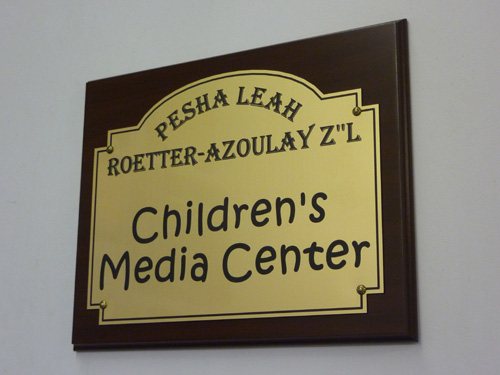 PESHA LEAH
ROETTER-AZOULAY Z"L
Children's
Media Center